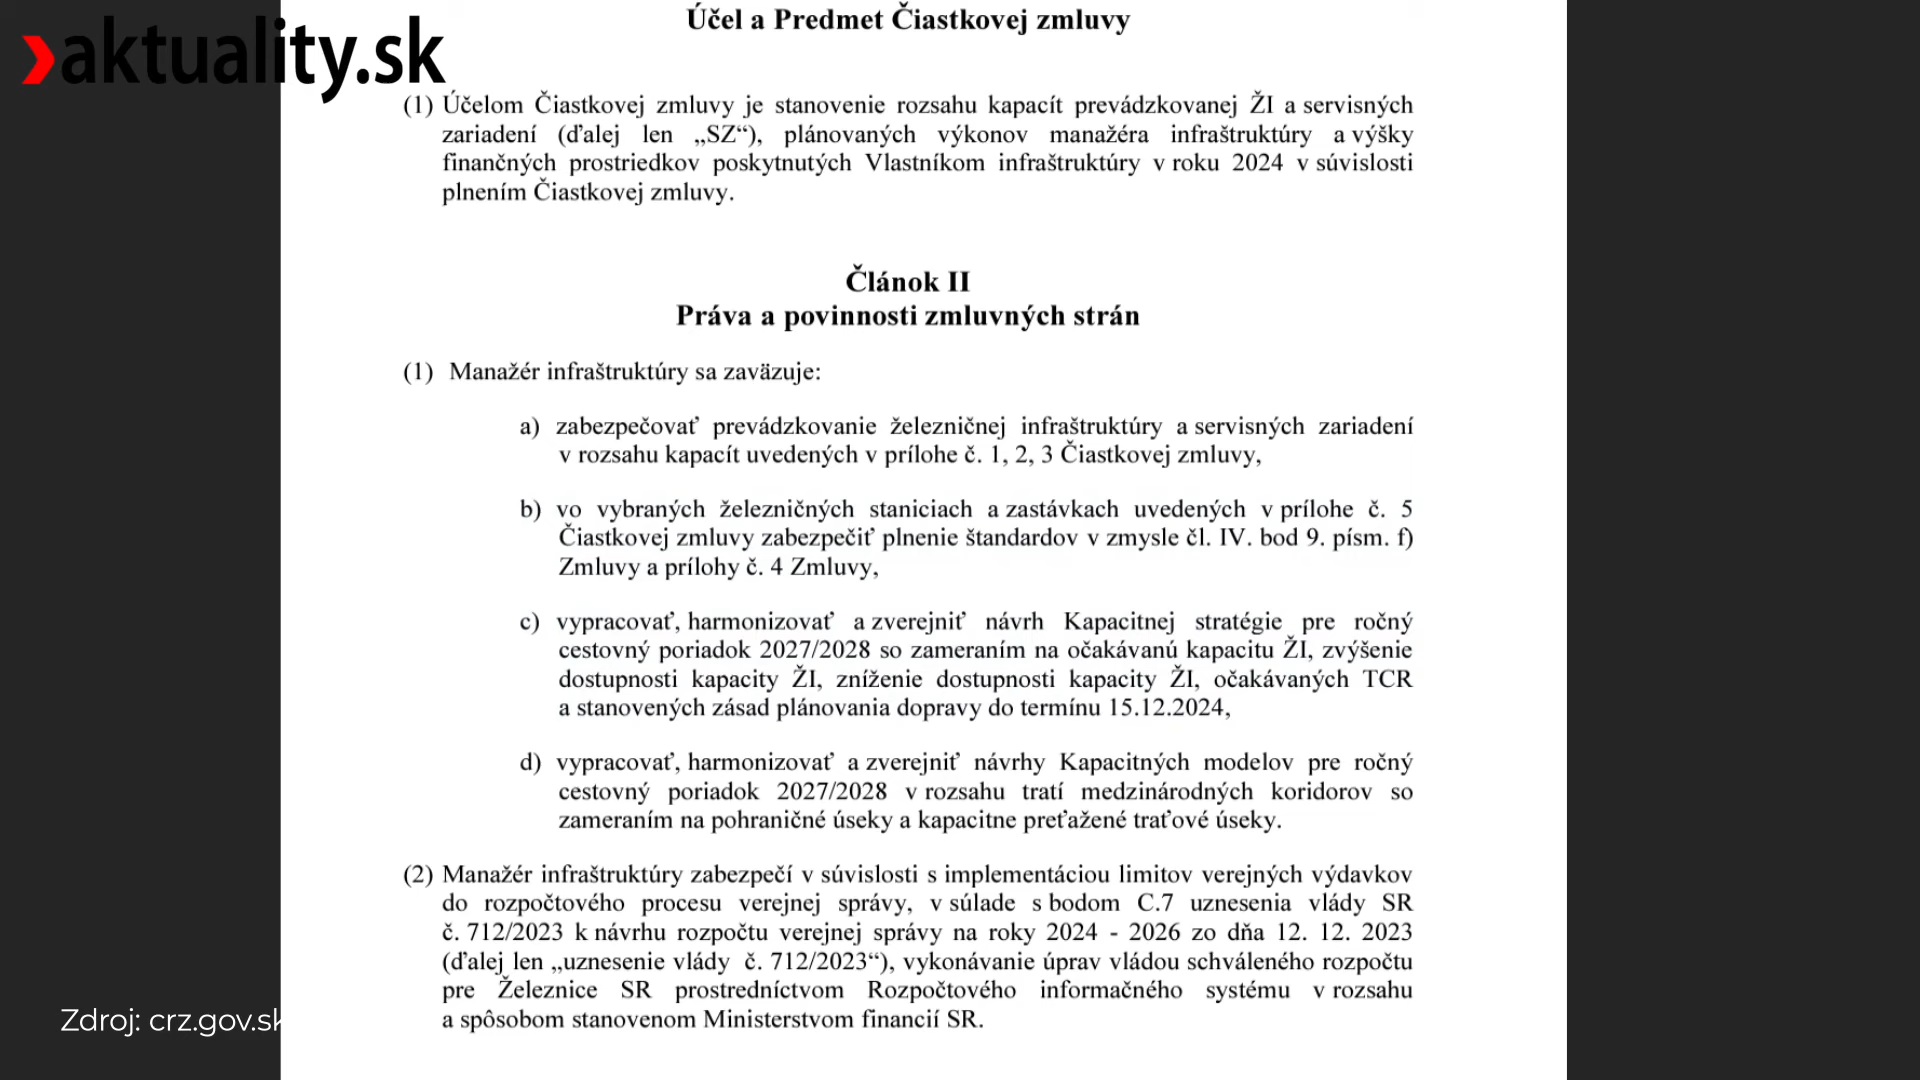 aktuality.sk
Účel a Predmet Čiastkovej zmluvy
(1) Účelom Čiastkovej zmluvy je stanovenie rozsahu kapacít prevádzkovanej ŽI a servisných
zariadení (ďalej len „SZ“), plánovaných výkonov manažéra infraštruktúry a výšky
finančných prostriedkov poskytnutých Vlastníkom infraštruktúry v roku 2024 v súvislosti
plnením Čiastkovej zmluvy.
Článok II
Práva a povinnosti zmluvných strán
(1) Manažér infraštruktúry sa zaväzuje:
a) zabezpečovať prevádzkovanie železničnej infraštruktúry a servisných zariadení
v rozsahu kapacít uvedených v prílohe č. 1, 2, 3 Čiastkovej zmluvy,
b) vo vybraných železničných staniciach a zastávkach uvedených v prílohe č. 5
Čiastkovej zmluvy zabezpečiť plnenie štandardov v zmysle čl. IV. bod 9. písm. f)
Zmluvy a prílohy č. 4 Zmluvy,
c) vypracovať, harmonizovať a zverejniť návrh Kapacitnej stratégie pre ročný
cestovný poriadok 2027/2028 so zameraním na očakávanú kapacitu ŽI, zvýšenie
dostupnosti kapacity ŽI, zníženie dostupnosti kapacity ŽI, očakávaných TCR
a stanovených zásad plánovania dopravy do termínu 15.12.2024,
d) vypracovať, harmonizovať a zverejniť návrhy Kapacitných modelov pre ročný
cestovný poriadok 2027/2028 v rozsahu tratí medzinárodných koridorov so
zameraním na pohraničné úseky a kapacitne preťažené traťové úseky.
(2) Manažér infraštruktúry zabezpečí v súvislosti s implementáciou limitov verejných výdavkov
do rozpočtového procesu verejnej správy, v súlade s bodom C.7 uznesenia vlády SR
č. 712/2023 k návrhu rozpočtu verejnej správy na roky 2024 - 2026 zo dňa 12. 12. 2023
(ďalej len „uznesenie vlády č. 712/2023“), vykonávanie úprav vládou schváleného rozpočtu
pre Železnice SR prostredníctvom Rozpočtového informačného systému v rozsahu
a spôsobom stanovenom Ministerstvom financií SR.
Zdroj: crz.gov.sk